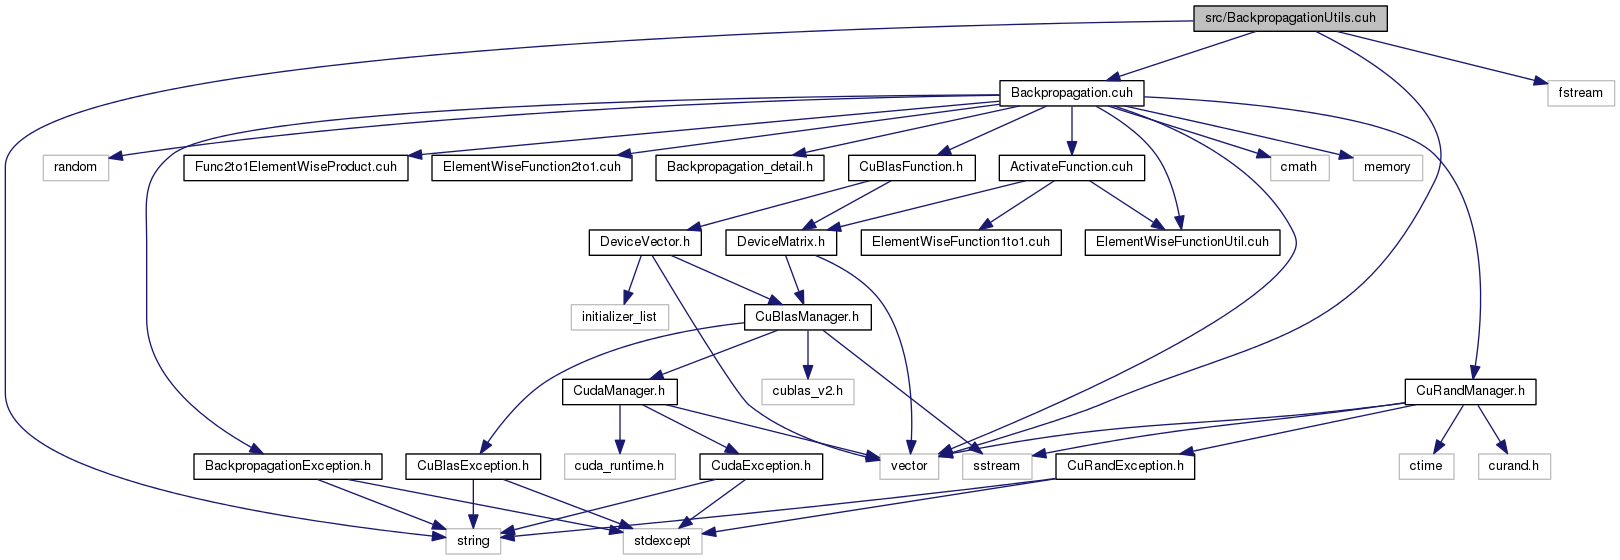 src/BackpropagationUtils.cuh
Backpropagation.cuh
fstream
random
Func2to1ElementWiseProduct.cuh
ElementWiseFunction2to1.cuh
Backpropagation_detail.h
CuBlasFunction.h
ActivateFunction.cuh
cmath
memory
DeviceVector.h
DeviceMatrix.h
ElementWiseFunction1to1.cuh
ElementWiseFunctionUtil.cuh
initializer_list
CuBlasManager.h
CudaManager.h
cublas_v2.h
CuRandManager.h
BackpropagationException.h
CuBlasException.h
cuda_runtime.h
CudaException.h
vector
sstream
CuRandException.h
ctime
curand.h
string
stdexcept